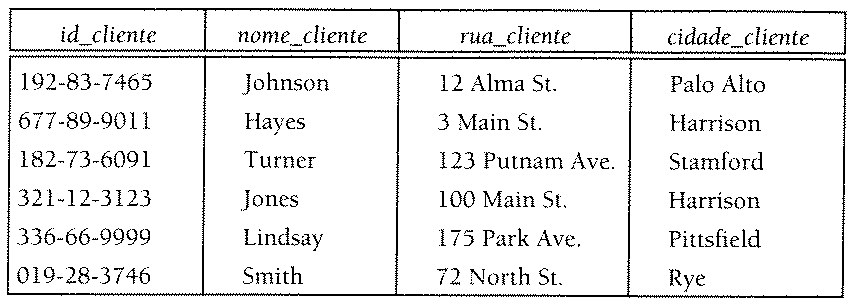 id_cliente nome_cliente rua_cliente cidade_cliente
192-83-7465 Johnson 12 Alma St. Palo Alto
677-89-9011 Hayes 3 Main St. Harrison
182-73-6091 Turner 123 Putnam Ave. Stamford
321-12-3123 Jones 100 Main St. Harrison
336-66-9999 Lindsay 175 Park Ave. Pittsfield
019-28-3746 Smith 72 North St. Rye